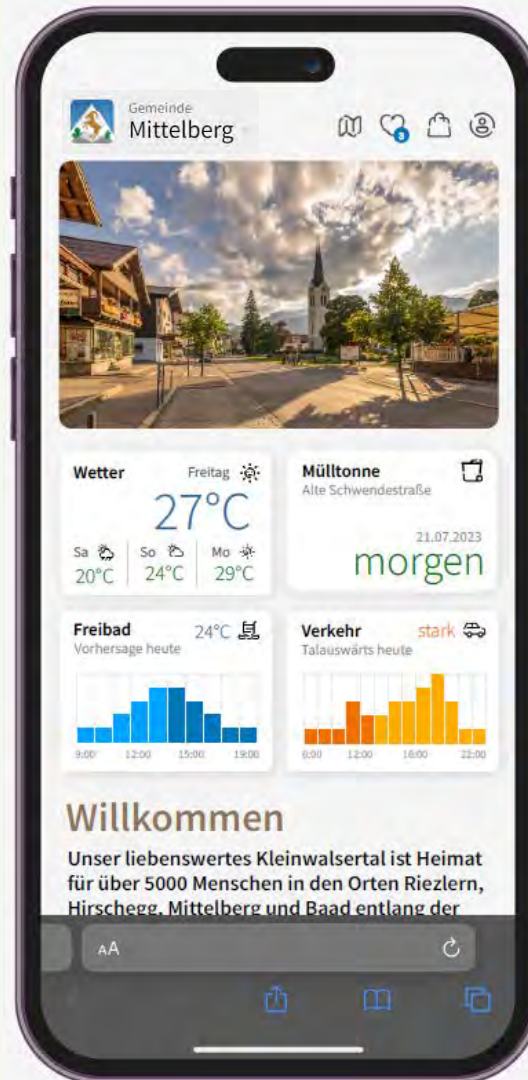 Gemeinde
Mittelberg
3
Wetter
Freitag
27°C
Sa
So
Mo
20°C
24°C
29°C
Mülltonne
Alte Schwendestraße
21.07.2023
morgen
Freibad
24°C
Vorhersage heute
9:00
12:00
15:00
19:00
Verkehr
stark
Talauswärts heute
6:00
12:00
16:00
22:00
Willkommen
Unser liebenswertes Kleinwalsertal ist Heimat
für über 5000 Menschen in den Orten Riezlern,
Hirschegg, Mittelberg und Baad entlang der
AA